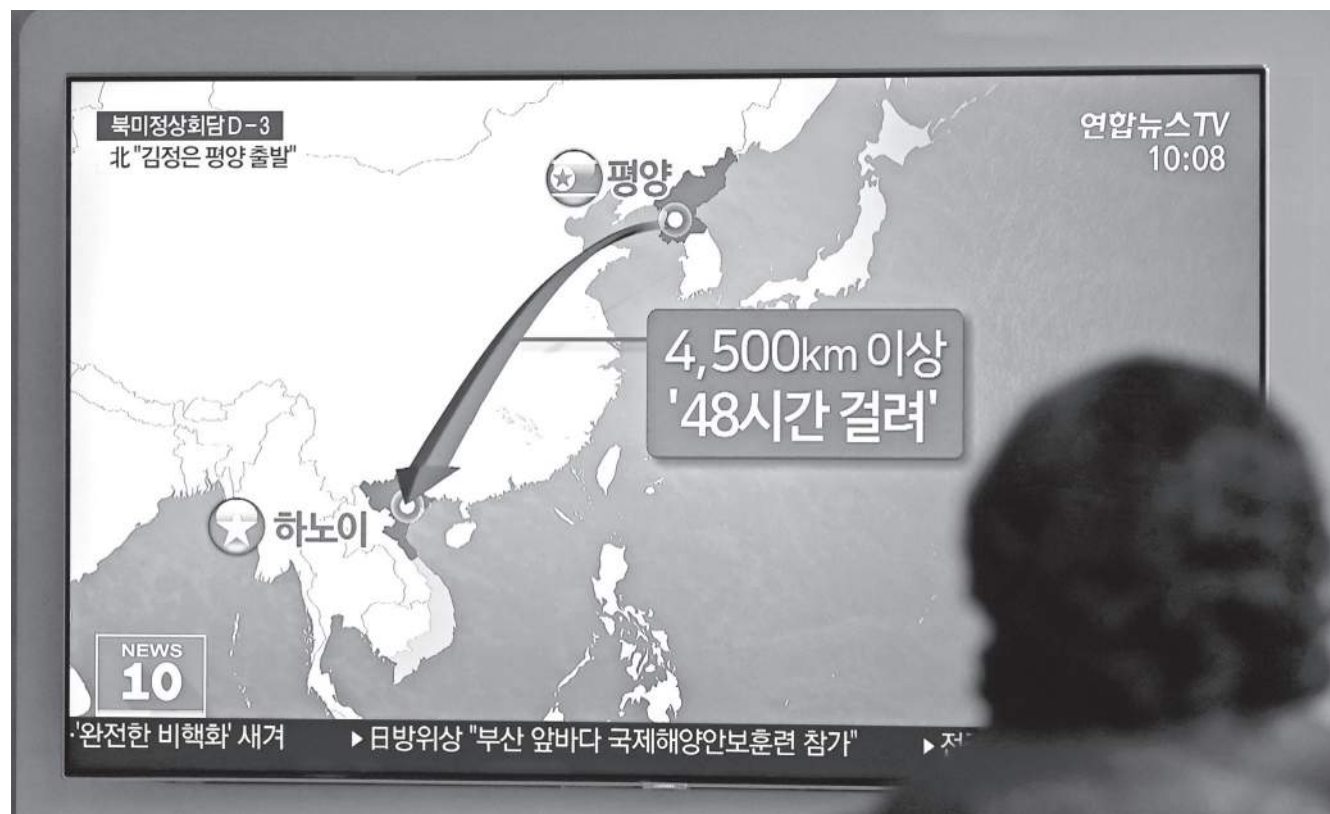 북미정상회담 D-3
北 "김정은 평양 출발"
연합뉴스TV
10:08
평양
4,500km 이상
'48시간 걸려'
하노이
NEWS
10
·'완전한 비핵화' 새겨 ▶日방위상 "부산 앞바다 국제해양안보훈련 참가" ▶